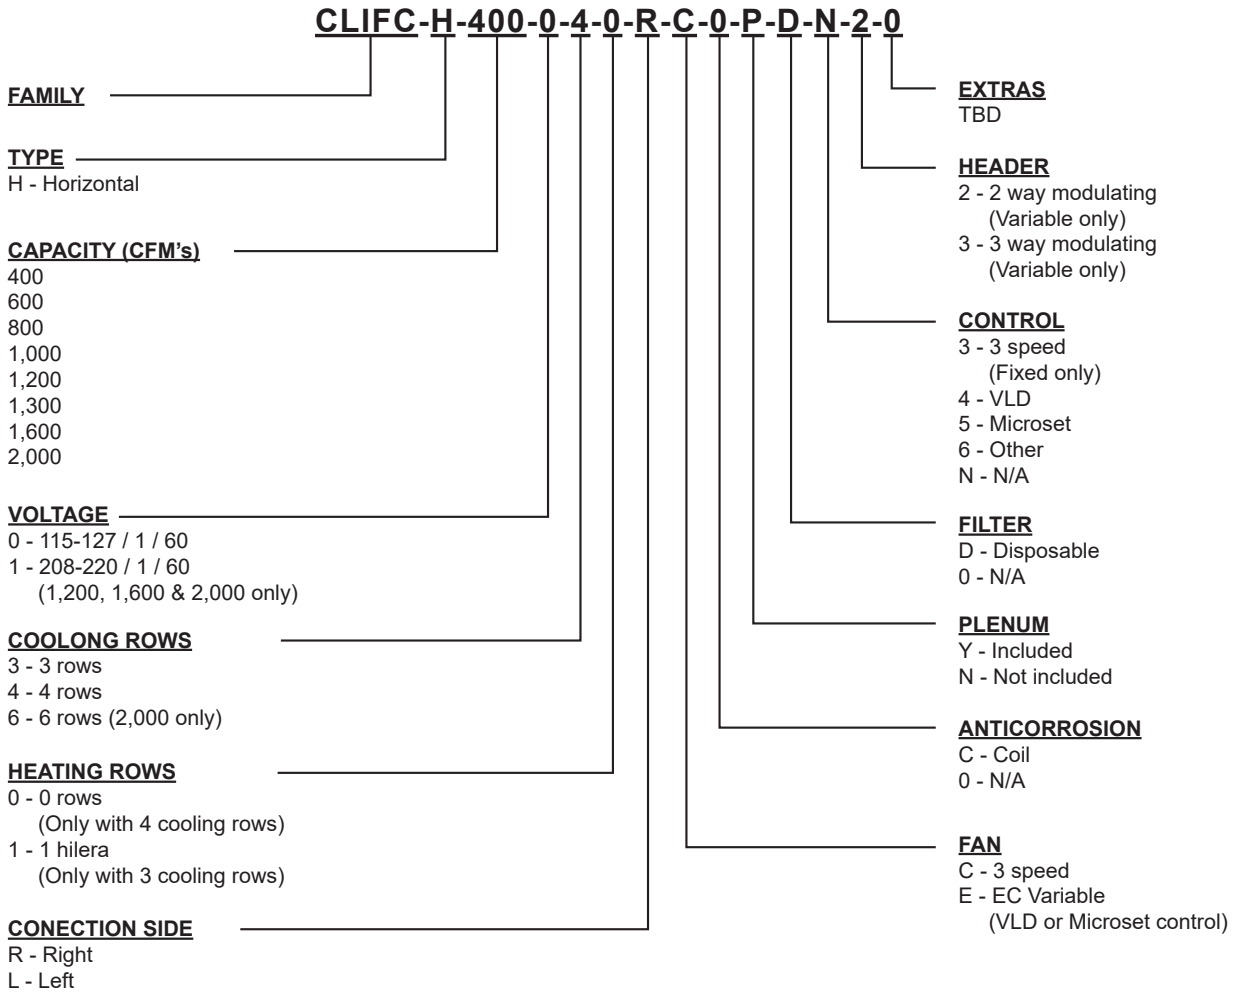 CLIFC-H-400-0-4-0-R-C-0-P-D-N-2-0
FAMILY
TYPE
H - Horizontal
CAPACITY (CFM's)
400
600
800
1,000
1,200
1,300
1,600
2,000
VOLTAGE
0 - 115-127 / 1 / 60
1 - 208-220 / 1 / 60
(1,200, 1,600 & 2,000 only)
COOLONG ROWS
3 - 3 rows
4 - 4 rows
6 - 6 rows (2,000 only)
HEATING ROWS
0 - 0 rows
(Only with 4 cooling rows)
1 - 1 hilera
(Only with 3 cooling rows)
CONECTION SIDE
R - Right
L - Left
EXTRAS
TBD
HEADER
2 - 2 way modulating
(Variable only)
3 - 3 way modulating
(Variable only)
CONTROL
3 - 3 speed
(Fixed only)
4 - VLD
5 - Microset
6 - Other
N - N/A
FILTER
D - Disposable
0 - N/A
PLENUM
Y - Included
N - Not included
ANTICORROSION
C - Coil
0 - N/A
FAN
C - 3 speed
E - EC Variable
(VLD or Microset control)